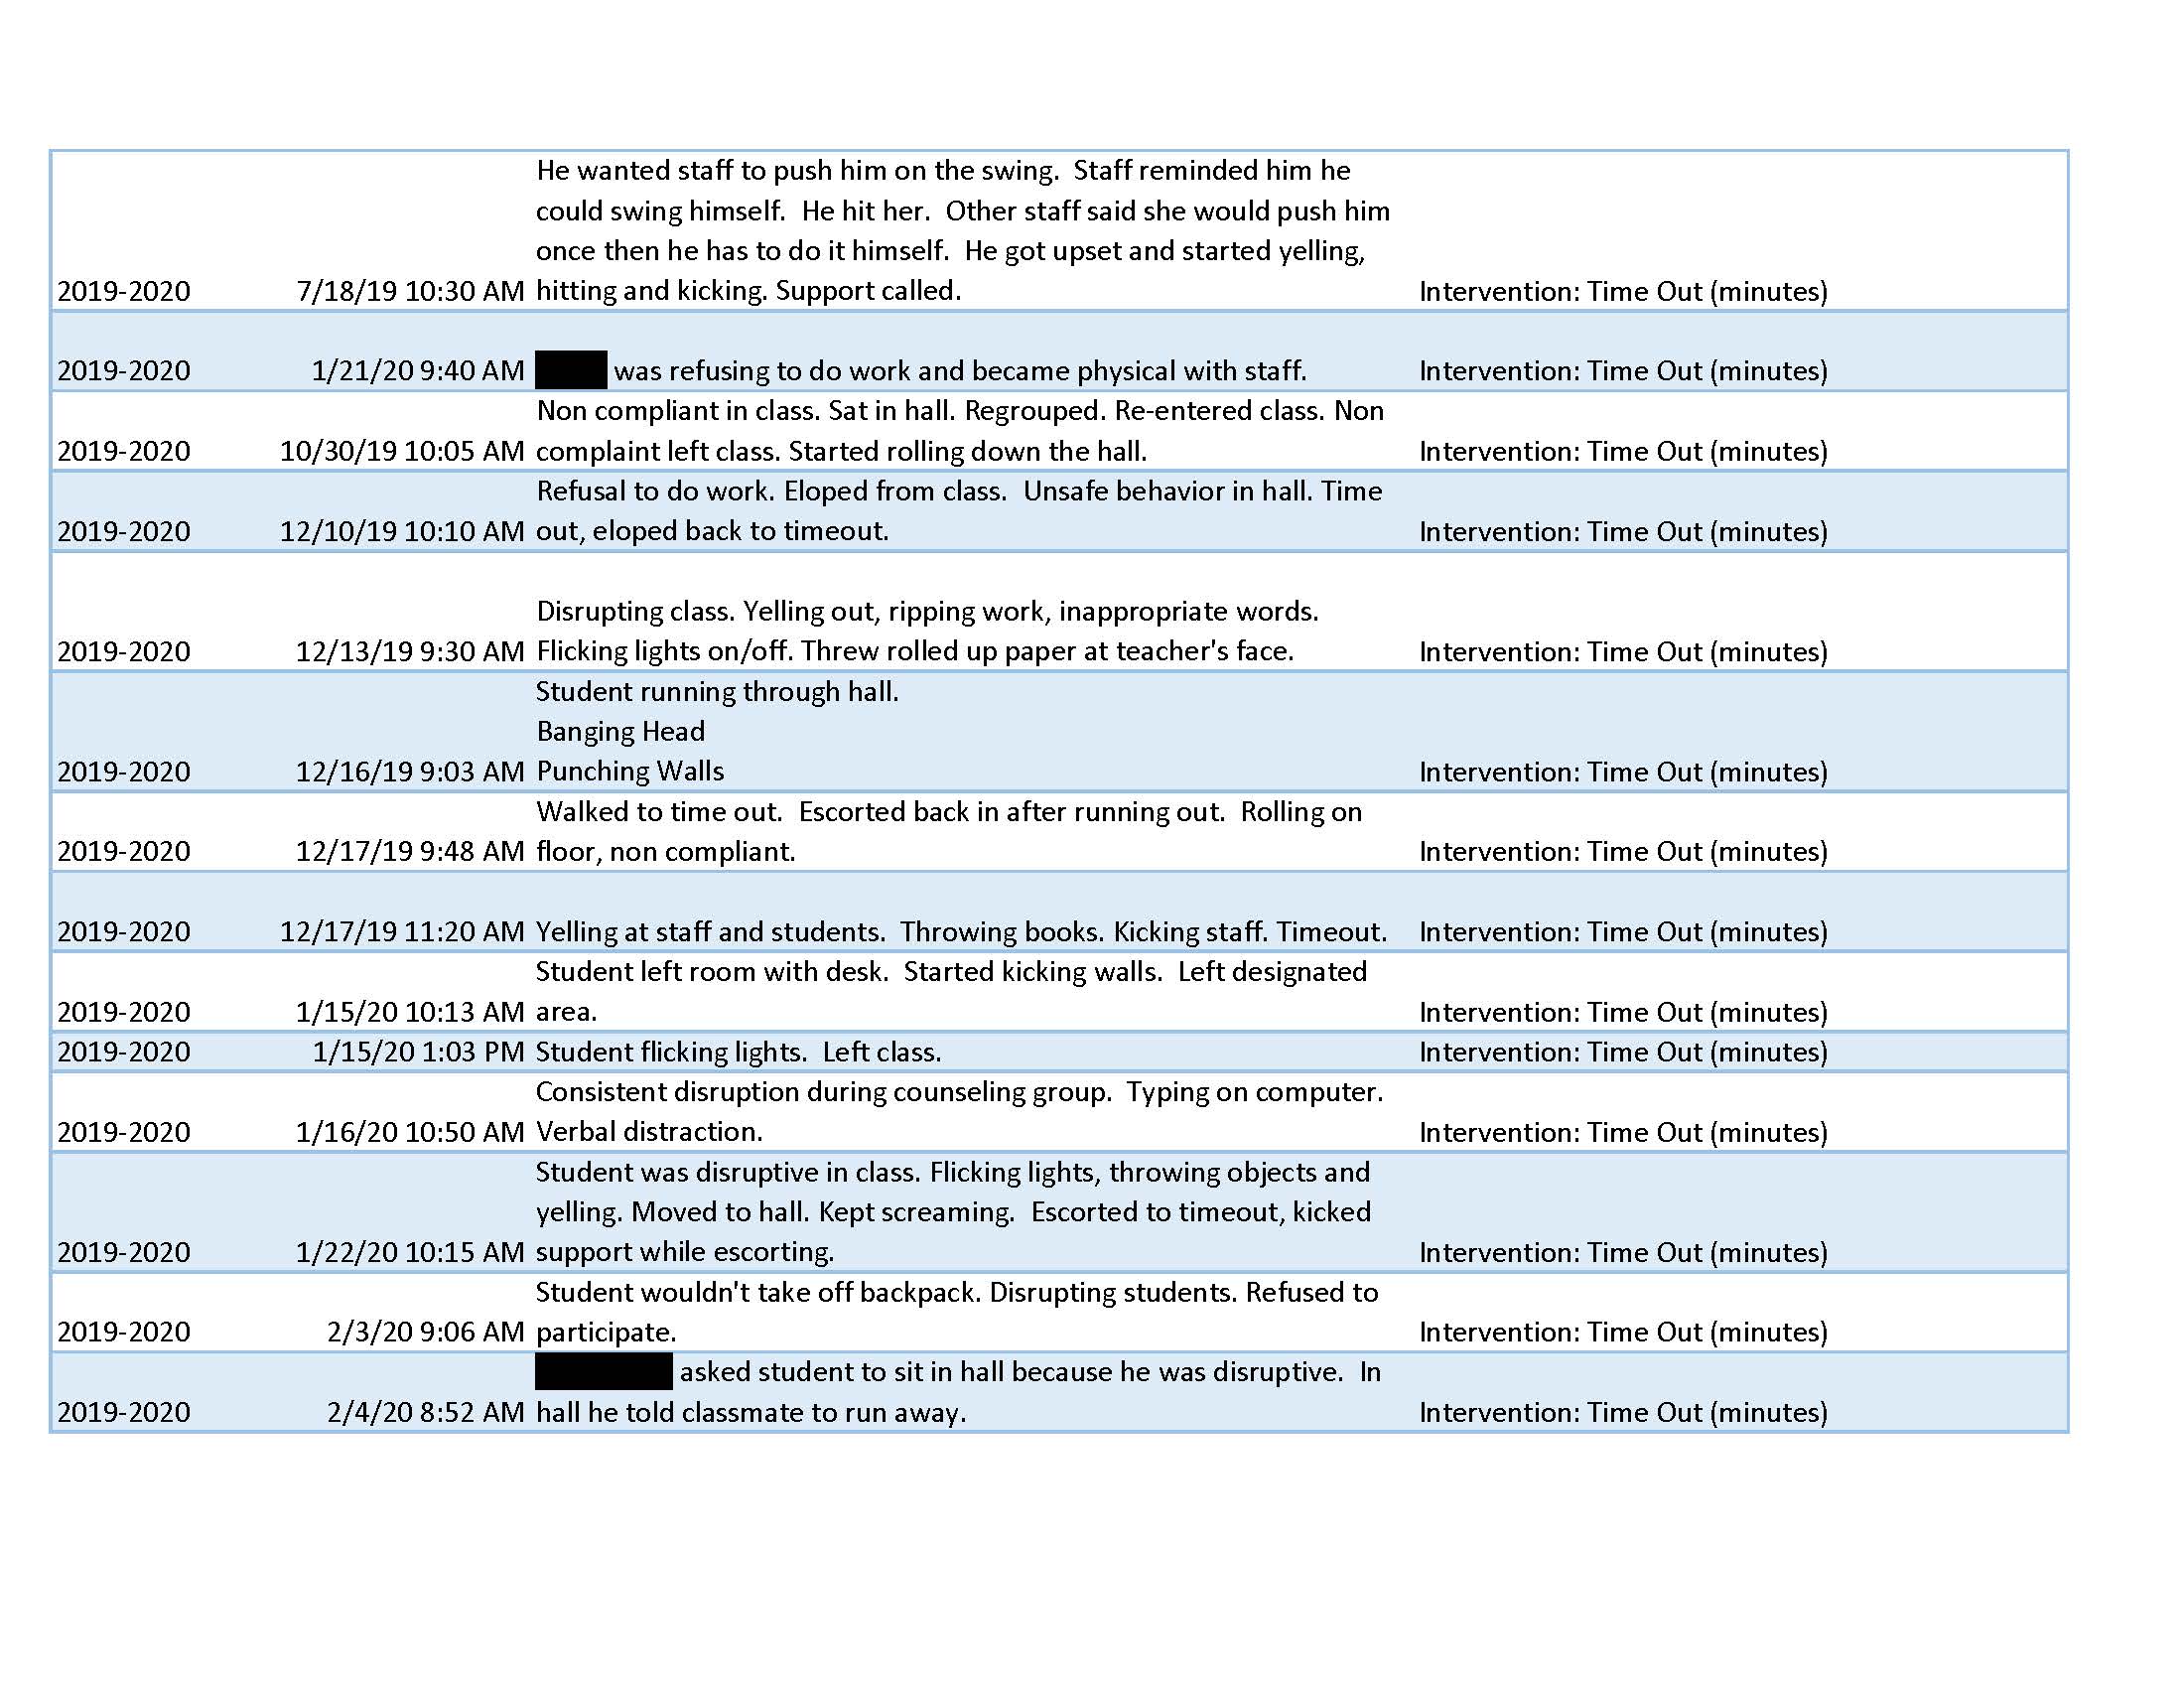 He wanted staff to push him on the swing.  Staff reminded him he
could swing himself.  He hit her.  Other staff said she would push him
once then he has to do it himself.  He got upset and started yelling,
2019-2020 7/18/19 10:30 AM hitting and kicking. Support called. Intervention: Time Out (minutes)
2019-2020 1/21/20 9:40 AM was refusing to do work and became physical with staff. Intervention: Time Out (minutes)
Non compliant in class. Sat in hall. Regrouped. Re-entered class. Non
2019-2020 10/30/19 10:05 AM complaint left class. Started rolling down the hall. Intervention: Time Out (minutes)
Refusal to do work. Eloped from class.  Unsafe behavior in hall. Time
2019-2020 12/10/19 10:10 AM out, eloped back to timeout. Intervention: Time Out (minutes)
Disrupting class. Yelling out, ripping work, inappropriate words.
2019-2020 12/13/19 9:30 AM Flicking lights on/off. Threw rolled up paper at teacher's face. Intervention: Time Out (minutes)
Student running through hall.
Banging Head
2019-2020 12/16/19 9:03 AM Punching Walls Intervention: Time Out (minutes)
Walked to time out.  Escorted back in after running out.  Rolling on
2019-2020 12/17/19 9:48 AM floor, non compliant. Intervention: Time Out (minutes)
2019-2020 12/17/19 11:20 AM Yelling at staff and students.  Throwing books. Kicking staff. Timeout. Intervention: Time Out (minutes)
Student left room with desk.  Started kicking walls.  Left designated
2019-2020 1/15/20 10:13 AM area. Intervention: Time Out (minutes)
2019-2020 1/15/20 1:03 PM Student flicking lights.  Left class. Intervention: Time Out (minutes)
Consistent disruption during counseling group.  Typing on computer.
2019-2020 1/16/20 10:50 AM Verbal distraction. Intervention: Time Out (minutes)
Student was disruptive in class. Flicking lights, throwing objects and
yelling. Moved to hall. Kept screaming.  Escorted to timeout, kicked
2019-2020 1/22/20 10:15 AM support while escorting. Intervention: Time Out (minutes)
Student wouldn't take off backpack. Disrupting students. Refused to
2019-2020 2/3/20 9:06 AM participate. Intervention: Time Out (minutes)
asked student to sit in hall because he was disruptive.  In
2019-2020 2/4/20 8:52 AM hall he told classmate to run away. Intervention: Time Out (minutes)